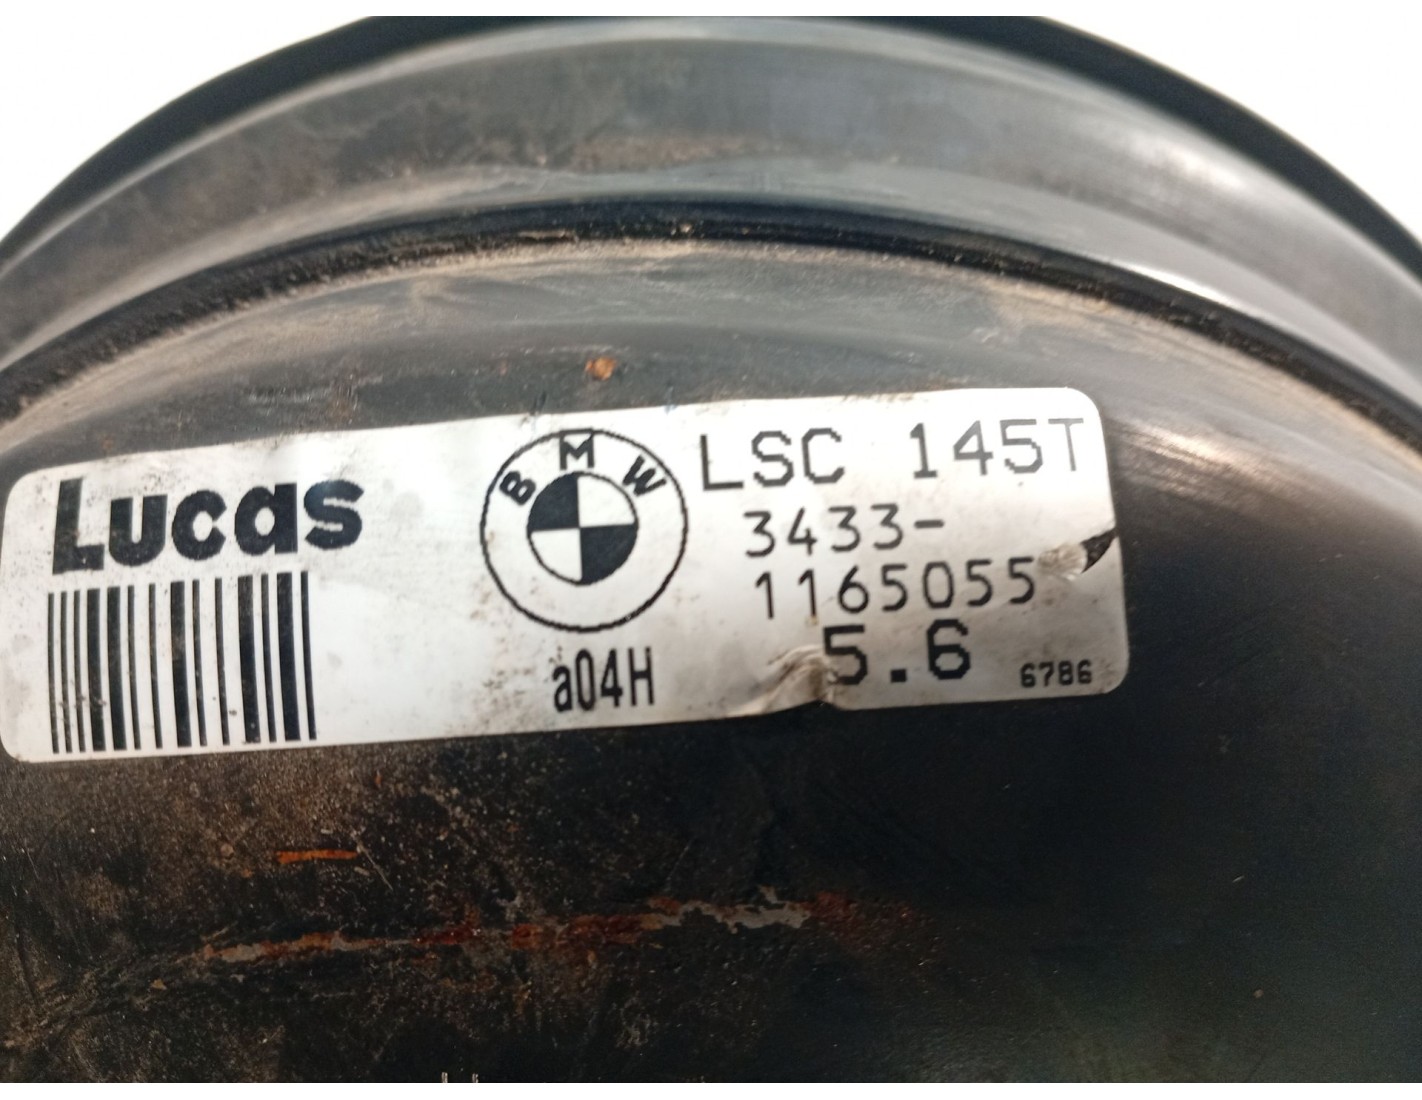 Lucas
BMW
a04H
LSC 145T
3433-
1165055
5.6
6786